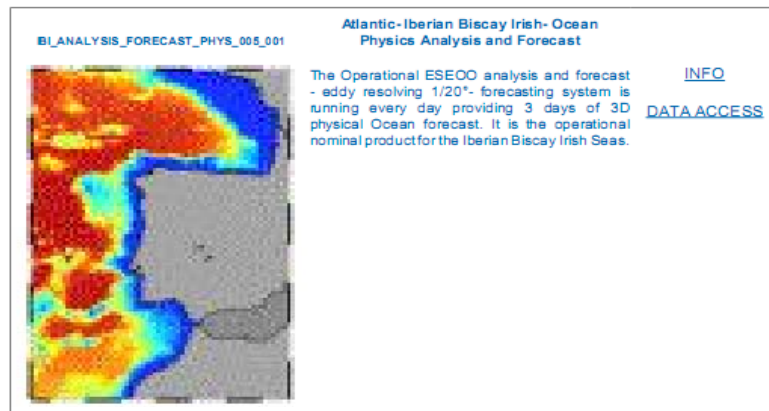 IBI_ANALYSIS_FORECAST_PHYS_005_001
Atlantic-Iberian Biscay Irish- Ocean
Physics Analysis and Forecast
The Operational ESEOO analysis and forecast
- eddy resolving 1/20°- forecasting system is
running every day providing 3 days of 3D
physical Ocean forecast. It is the operational
nominal product for the Iberian Biscay Irish Seas.
INFO
DATA ACCESS